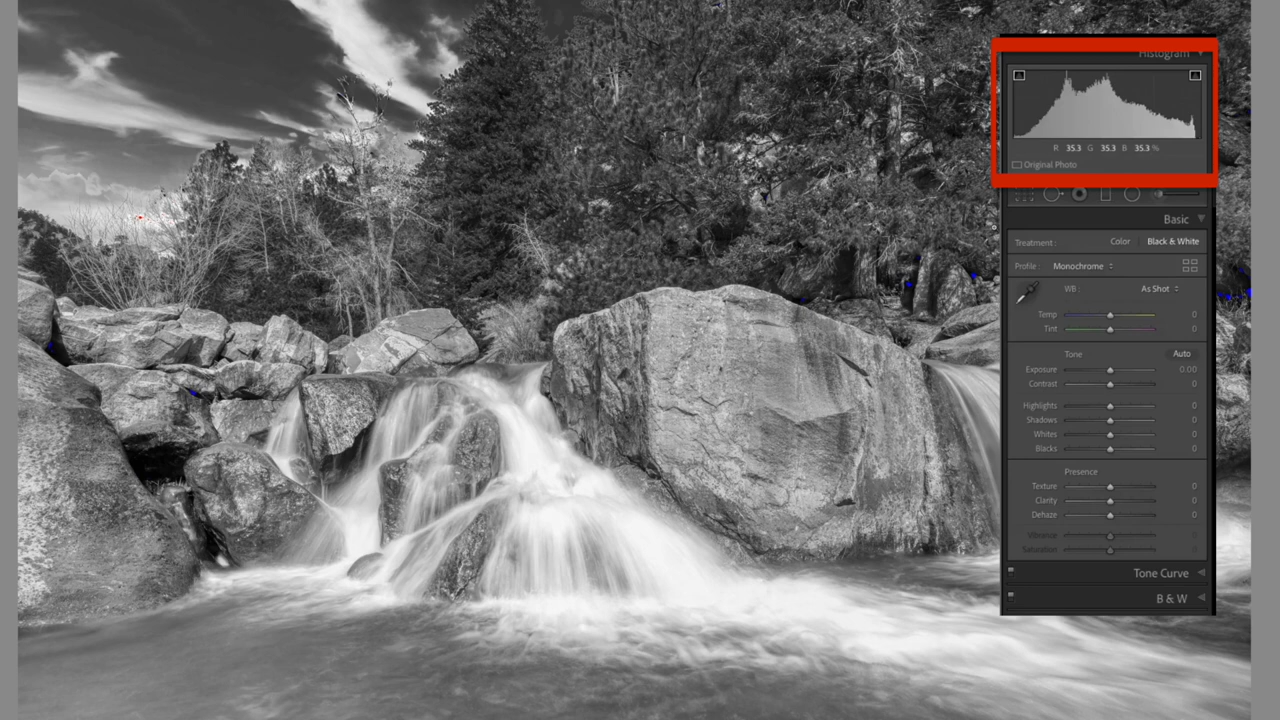 Histogram
R 35.3 G 35.3 B 35.3 %
Original Photo
Basic
Treatment : Color Black & White
Profile : Monochrome
WB : As Shot
Temp 0
Tint 0
Tone Auto
Exposure 0.00
Contrast 0
Highlights 0
Shadows 0
Whites 0
Blacks 0
Presence
Texture 0
Clarity 0
Dehaze 0
Vibrance 0
Saturation 0
Tone Curve
B & W